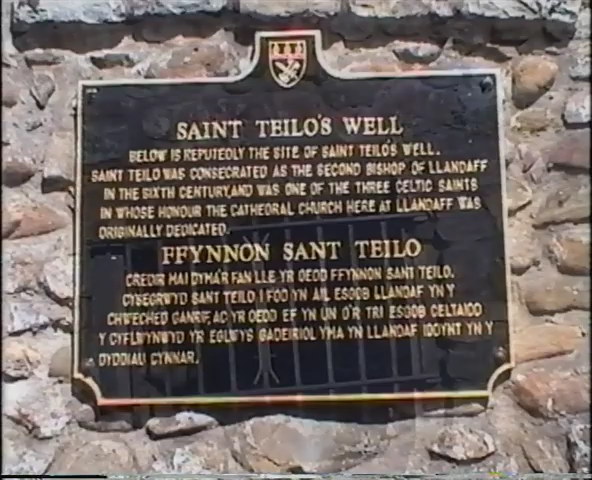 SAINT TEILO'S WELL
BELOW IS REPUTEDLY THE SITE OF SAINT TEILO'S WELL.
SAINT TEILO WAS CONSECRATED AS THE SECOND BISHOP OF LLANDAFF
IN THE SIXTH CENTURY, AND WAS ONE OF THE THREE CELTIC SAINTS
IN WHOSE HONOUR THE CATHEDRAL CHURCH HERE AT LLANDAFF WAS
ORIGINALLY DEDICATED.
FFYNNON SANT TEILO
CREDIR MAI DYMA'R FAN LLE YR OEDD FFYNNON SANT TEILO.
CYSEGRWYD SANT TEILO I FOD YN AIL ESGOB LLANDAF YN Y
CHWECHED GANRIF, AC YR OEDD EF YN UN O'R TRI ESGOB CELTAIDD
Y CYFLWYNWYD YR EGLWYS GADEIRIOL YMA YN LLANDAF IDDYNT YN Y
DYDDIAU CYNNAR.